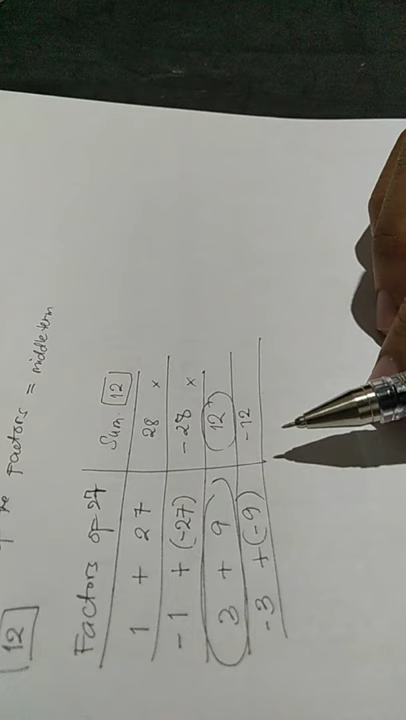 the Factors = middle term
12
Factors of 27 Sum. 12
1 + 27 28 ×
-1 + (-27) -28 ×
3 + 9 12
-3 + (-9) -12